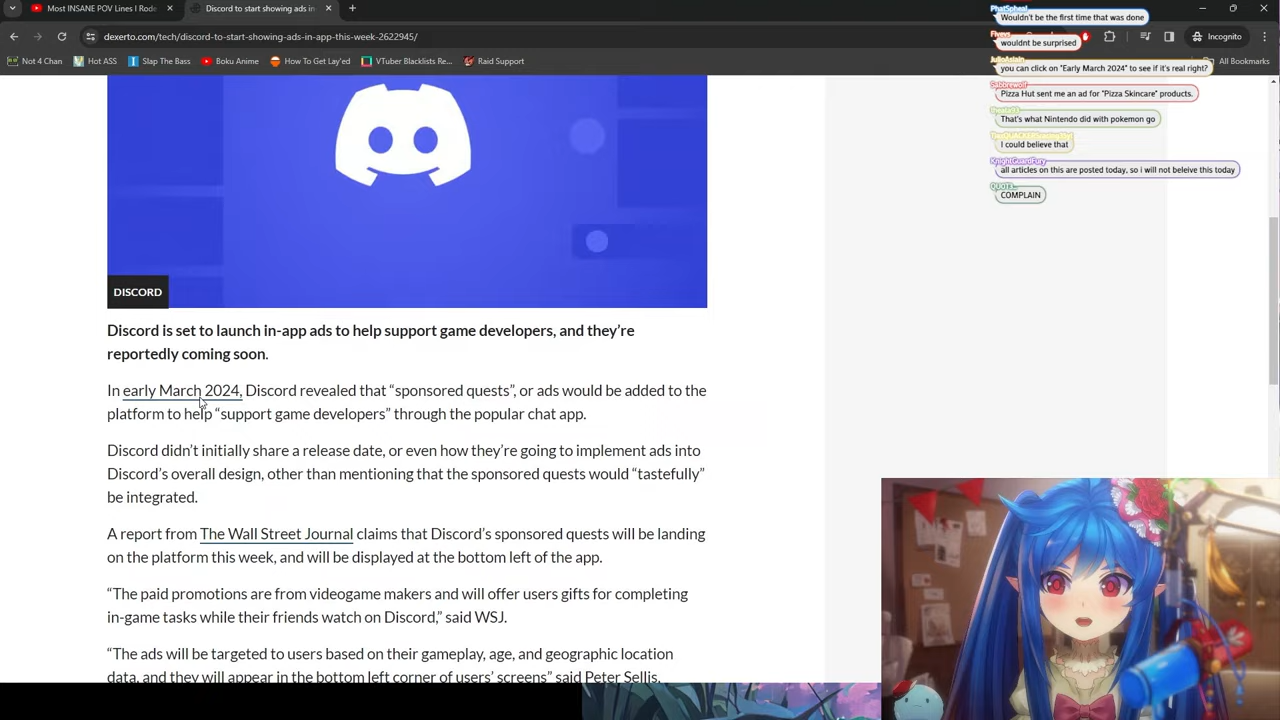 Most INSANE POV Lines I Rode
Discord to start showing ads in
dexerto.com/tech/discord-to-start-showing-ads-in-app-this-week-2622945/
Incognito
Not 4 Chan
Hot ASS
Slap The Bass
Boku Anime
How To Get Lay'ed
VTuber Blacklists Re...
Raid Support
All Bookmarks
PhatSpheal
Wouldn't be the first time that was done
wouldnt be surprised
you can click on "Early March 2024" to see if it's real right?
Sabbrewolf
Pizza Hut sent me an ad for "Pizza Skincare" products.
That's what Nintendo did with pokemon go
I could believe that
KnightGuardFury
all articles on this are posted today, so i will not beleive this today
COMPLAIN
DISCORD
Discord is set to launch in-app ads to help support game developers, and they're
reportedly coming soon.
In early March 2024, Discord revealed that “sponsored quests”, or ads would be added to the
platform to help “support game developers” through the popular chat app.
Discord didn't initially share a release date, or even how they're going to implement ads into
Discord's overall design, other than mentioning that the sponsored quests would “tastefully”
be integrated.
A report from The Wall Street Journal claims that Discord's sponsored quests will be landing
on the platform this week, and will be displayed at the bottom left of the app.
“The paid promotions are from videogame makers and will offer users gifts for completing
in-game tasks while their friends watch on Discord,” said WSJ.
“The ads will be targeted to users based on their gameplay, age, and geographic location
data, and they will appear in the bottom left corner of users' screens” said Peter Sellis,